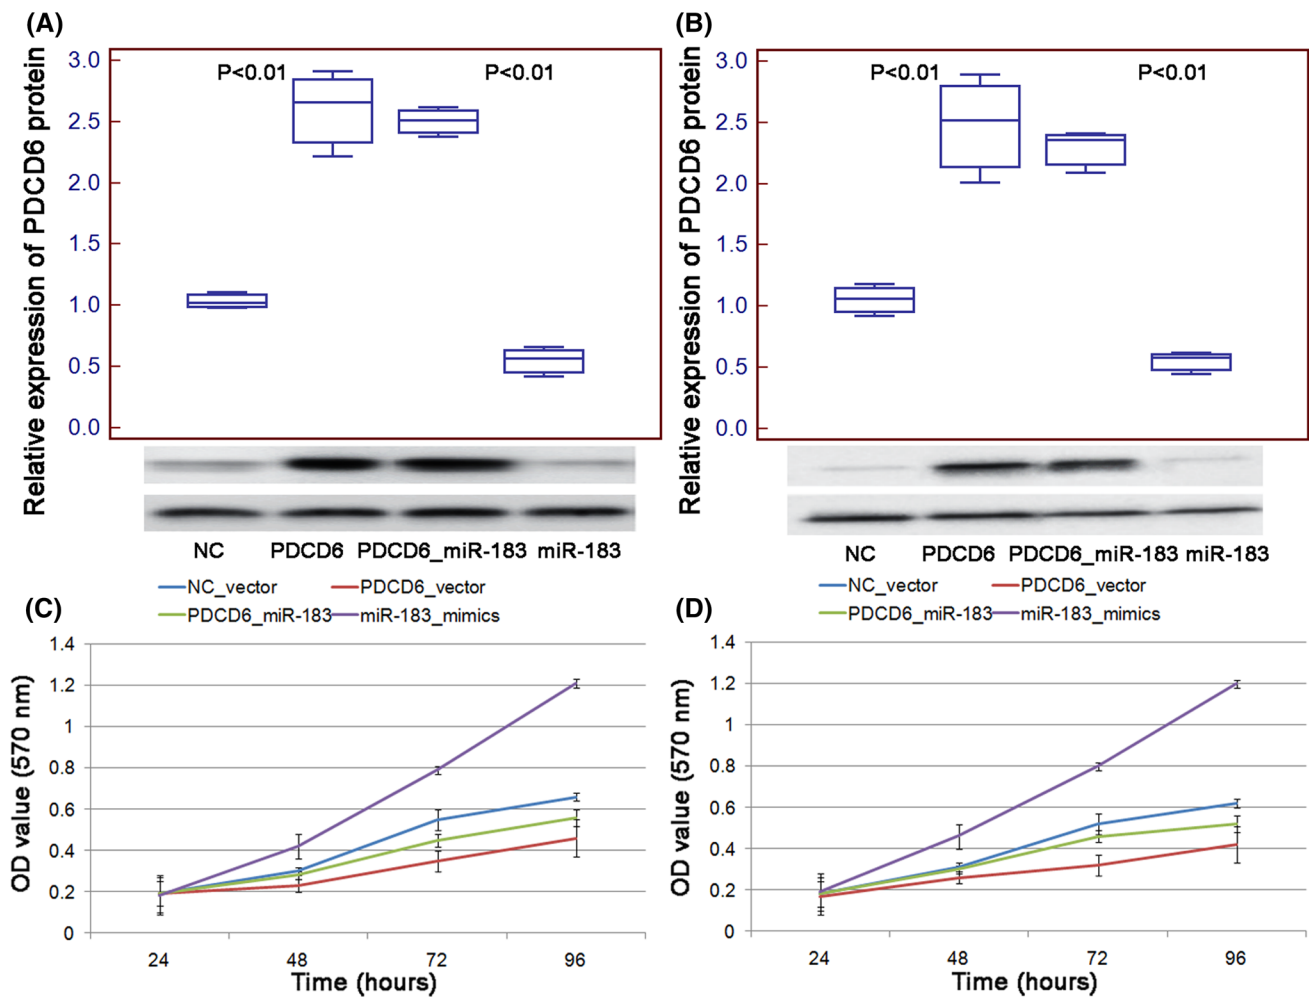 (A)
Relative expression of PDCD6 protein
3.0
2.5
2.0
1.5
1.0
0.5
0.0
P<0.01
P<0.01
NC PDCD6 PDCD6_miR-183 miR-183
(B)
Relative expression of PDCD6 protein
3.0
2.5
2.0
1.5
1.0
0.5
0.0
P<0.01
P<0.01
NC PDCD6 PDCD6_miR-183 miR-183
(C)
NC_vector PDCD6_vector
PDCD6_miR-183 miR-183_mimics
OD value (570 nm)
1.4
1.2
1
0.8
0.6
0.4
0.2
0
24 48 72 96
Time (hours)
(D)
NC_vector PDCD6_vector
PDCD6_miR-183 miR-183_mimics
OD value (570 nm)
1.4
1.2
1
0.8
0.6
0.4
0.2
0
24 48 72 96
Time (hours)